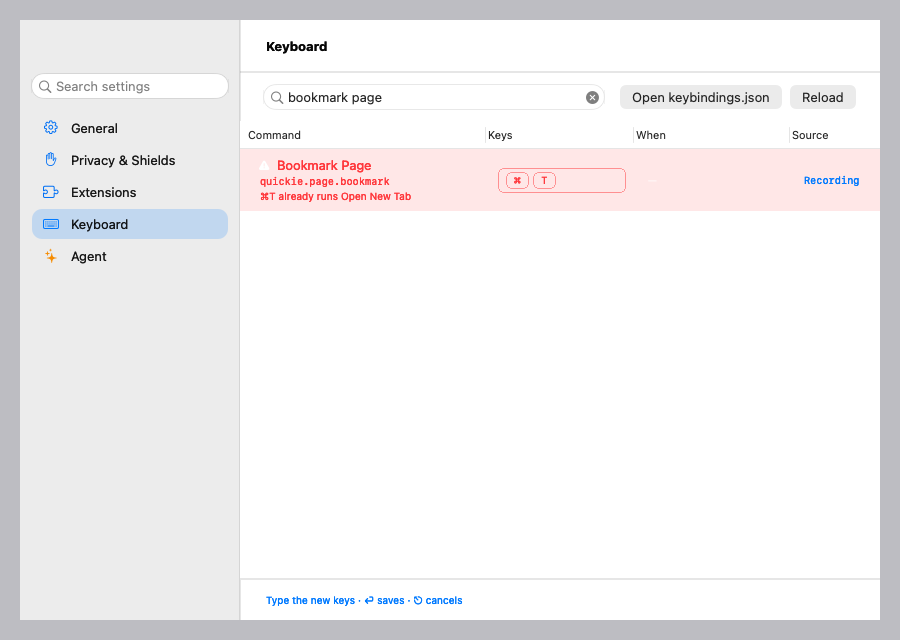 Keyboard
Search settings
General
Privacy & Shields
Extensions
Keyboard
Agent
bookmark page
Open keybindings.json
Reload
Command
Keys
When
Source
Bookmark Page
quickie.page.bookmark
⌘T already runs Open New Tab
⌘ T
—
Recording
Type the new keys · ↩ saves · ⎋ cancels